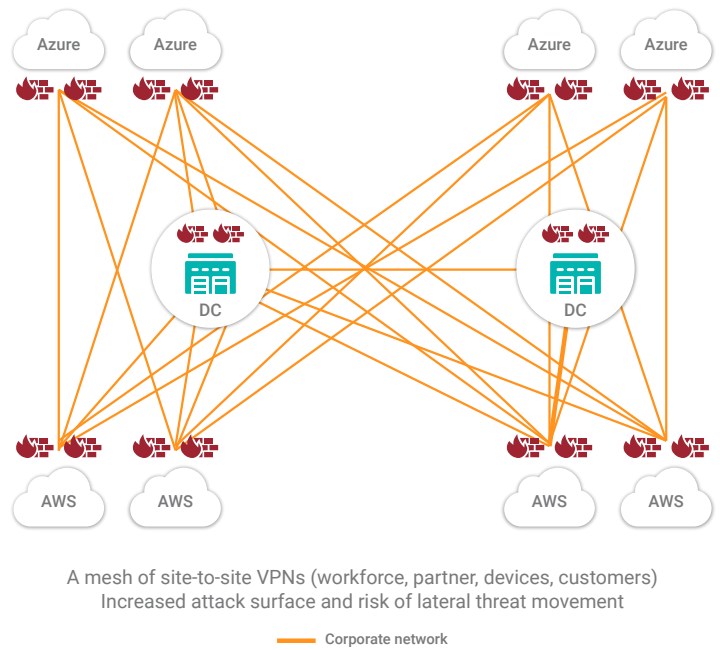 Azure
Azure
Azure
Azure
DC
DC
AWS
AWS
AWS
AWS
A mesh of site-to-site VPNs (workforce, partner, devices, customers)
Increased attack surface and risk of lateral threat movement
Corporate network